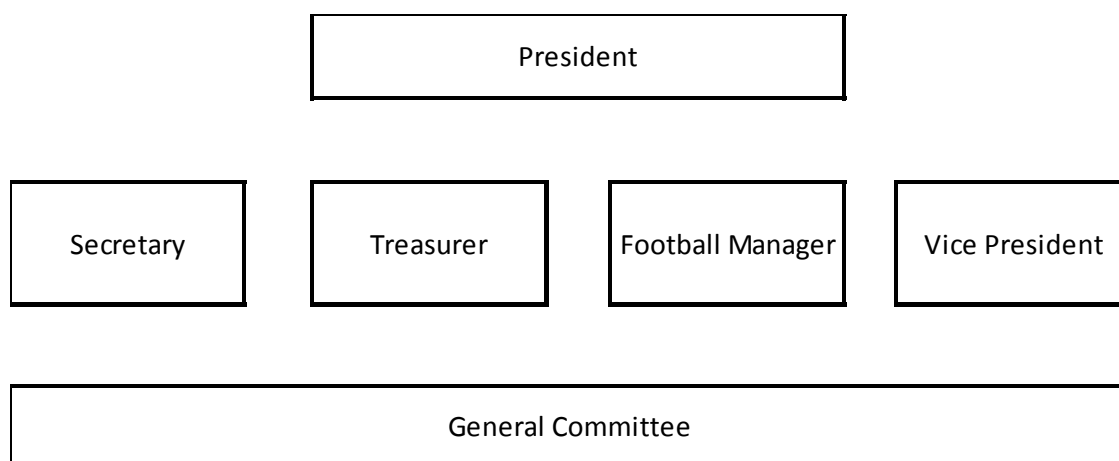 President
Secretary
Treasurer
Football Manager
Vice President
General Committee